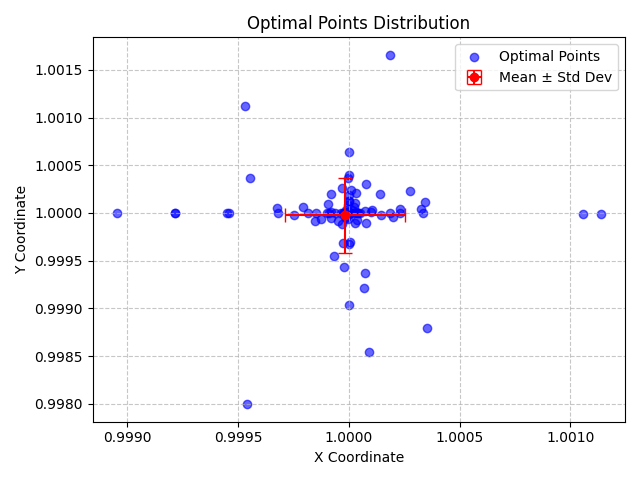 Optimal Points Distribution
Optimal Points
Mean ± Std Dev
Y Coordinate
1.0015
1.0010
1.0005
1.0000
0.9995
0.9990
0.9985
0.9980
0.9990 0.9995 1.0000 1.0005 1.0010
X Coordinate